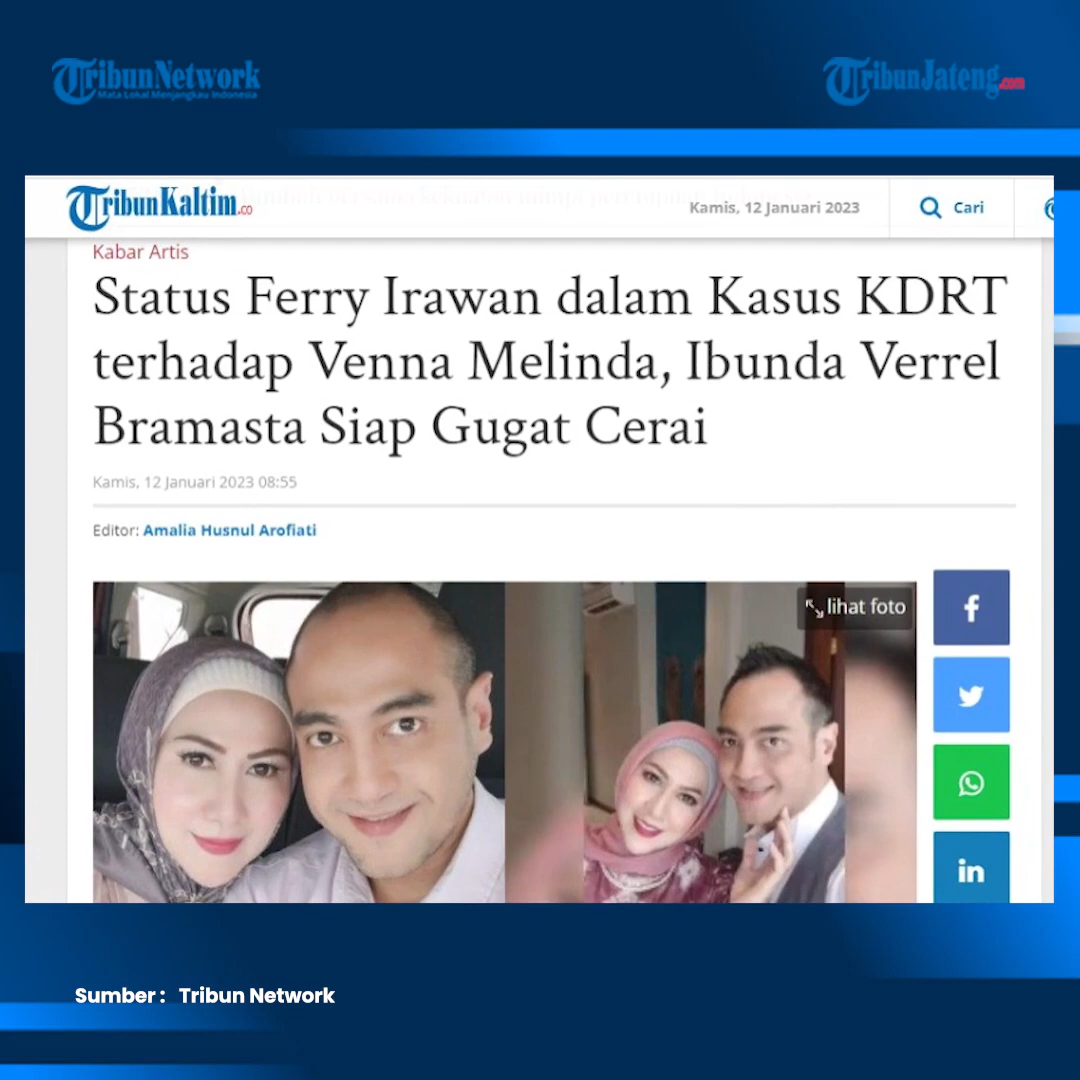 TribunNetwork
Mata Lokal Menjangkau Indonesia
TribunJateng.com
TribunKaltim.co
Kamis, 12 Januari 2023
Cari
Kabar Artis
Status Ferry Irawan dalam Kasus KDRT
terhadap Venna Melinda, Ibunda Verrel
Bramasta Siap Gugat Cerai
Kamis, 12 Januari 2023 08:55
Editor: Amalia Husnul Arofiati
lihat foto
Sumber : Tribun Network